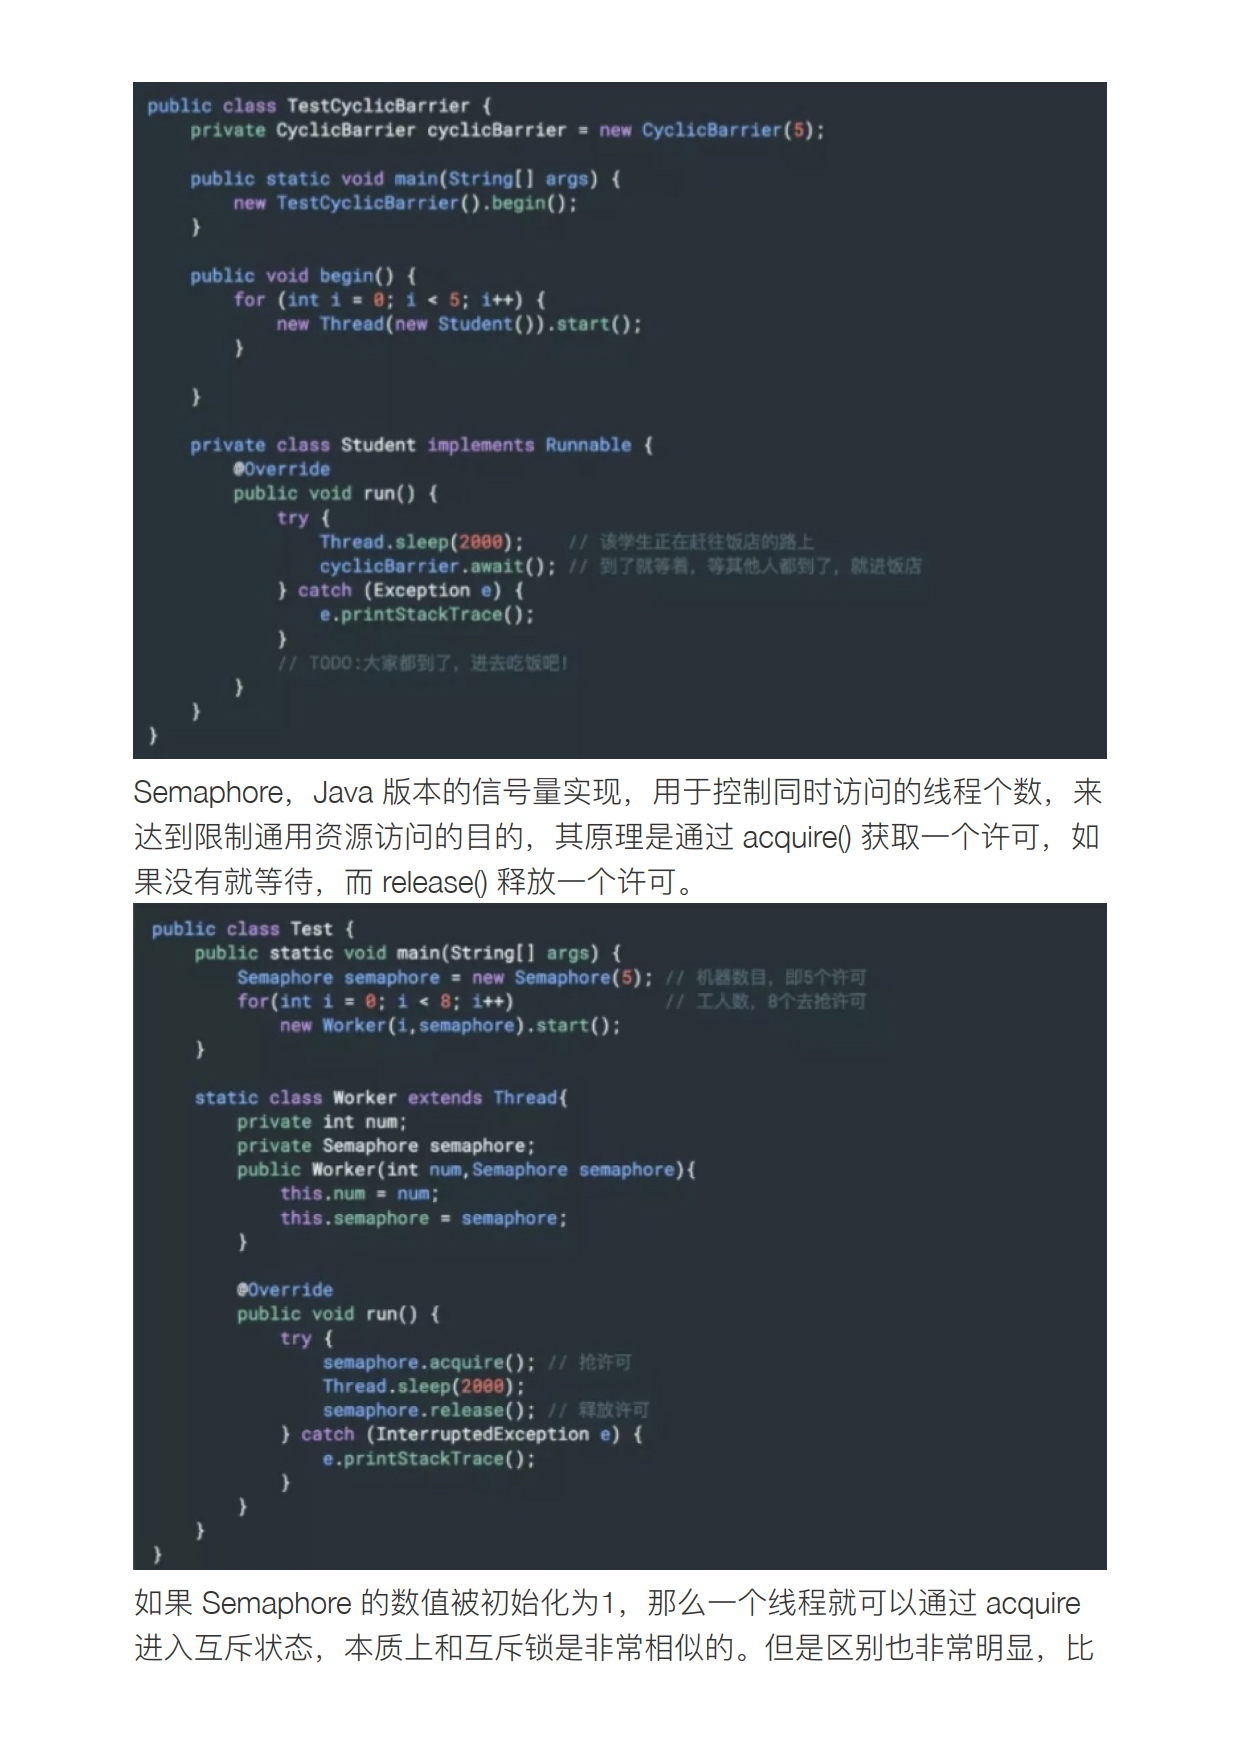 public class TestCyclicBarrier {
    private CyclicBarrier cyclicBarrier = new CyclicBarrier(5);

    public static void main(String[] args) {
        new TestCyclicBarrier().begin();
    }

    public void begin() {
        for (int i = 0; i < 5; i++) {
            new Thread(new Student()).start();
        }

    }

    private class Student implements Runnable {
        @Override
        public void run() {
            try {
                Thread.sleep(2000);    // 该学生正在赶往饭店的路上
                cyclicBarrier.await(); // 到了就等着，等其他人都到了，就进饭店
            } catch (Exception e) {
                e.printStackTrace();
            }
            // TODO:大家都到了，进去吃饭吧！
        }
    }
}
Semaphore，Java 版本的信号量实现，用于控制同时访问的线程个数，来
达到限制通用资源访问的目的，其原理是通过 acquire() 获取一个许可，如
果没有就等待，而 release() 释放一个许可。
public class Test {
    public static void main(String[] args) {
        Semaphore semaphore = new Semaphore(5); // 机器数目，即5个许可
        for(int i = 0; i < 8; i++)              // 工人数，8个去抢许可
            new Worker(i,semaphore).start();
    }

    static class Worker extends Thread{
        private int num;
        private Semaphore semaphore;
        public Worker(int num,Semaphore semaphore){
            this.num = num;
            this.semaphore = semaphore;
        }

        @Override
        public void run() {
            try {
                semaphore.acquire(); // 抢许可
                Thread.sleep(2000);
                semaphore.release(); // 释放许可
            } catch (InterruptedException e) {
                e.printStackTrace();
            }
        }
    }
}
如果 Semaphore 的数值被初始化为1，那么一个线程就可以通过 acquire
进入互斥状态，本质上和互斥锁是非常相似的。但是区别也非常明显，比